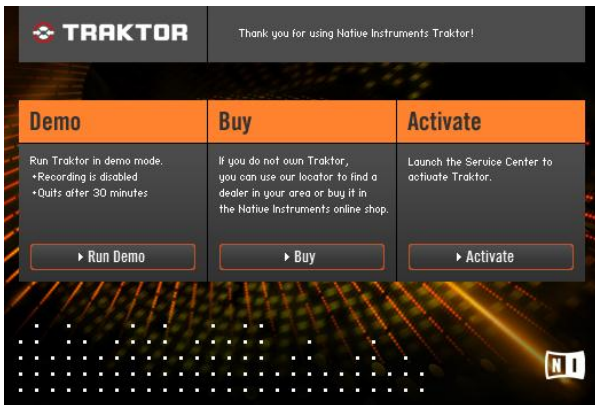 TRAKTOR
Thank you for using Native Instruments Traktor!
Demo
Run Traktor in demo mode.
+Recording is disabled
+Quits after 30 minutes
Run Demo
Buy
If you do not own Traktor,
you can use our locator to find a
dealer in your area or buy it in
the Native Instruments online shop.
Buy
Activate
Launch the Service Center to
activate Traktor.
Activate
NI